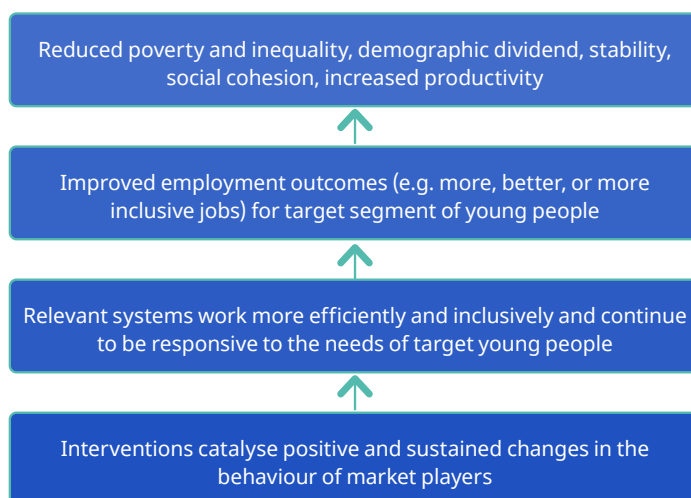 Reduced poverty and inequality, demographic dividend, stability,
social cohesion, increased productivity
Improved employment outcomes (e.g. more, better, or more
inclusive jobs) for target segment of young people
Relevant systems work more efficiently and inclusively and continue
to be responsive to the needs of target young people
Interventions catalyse positive and sustained changes in the
behaviour of market players